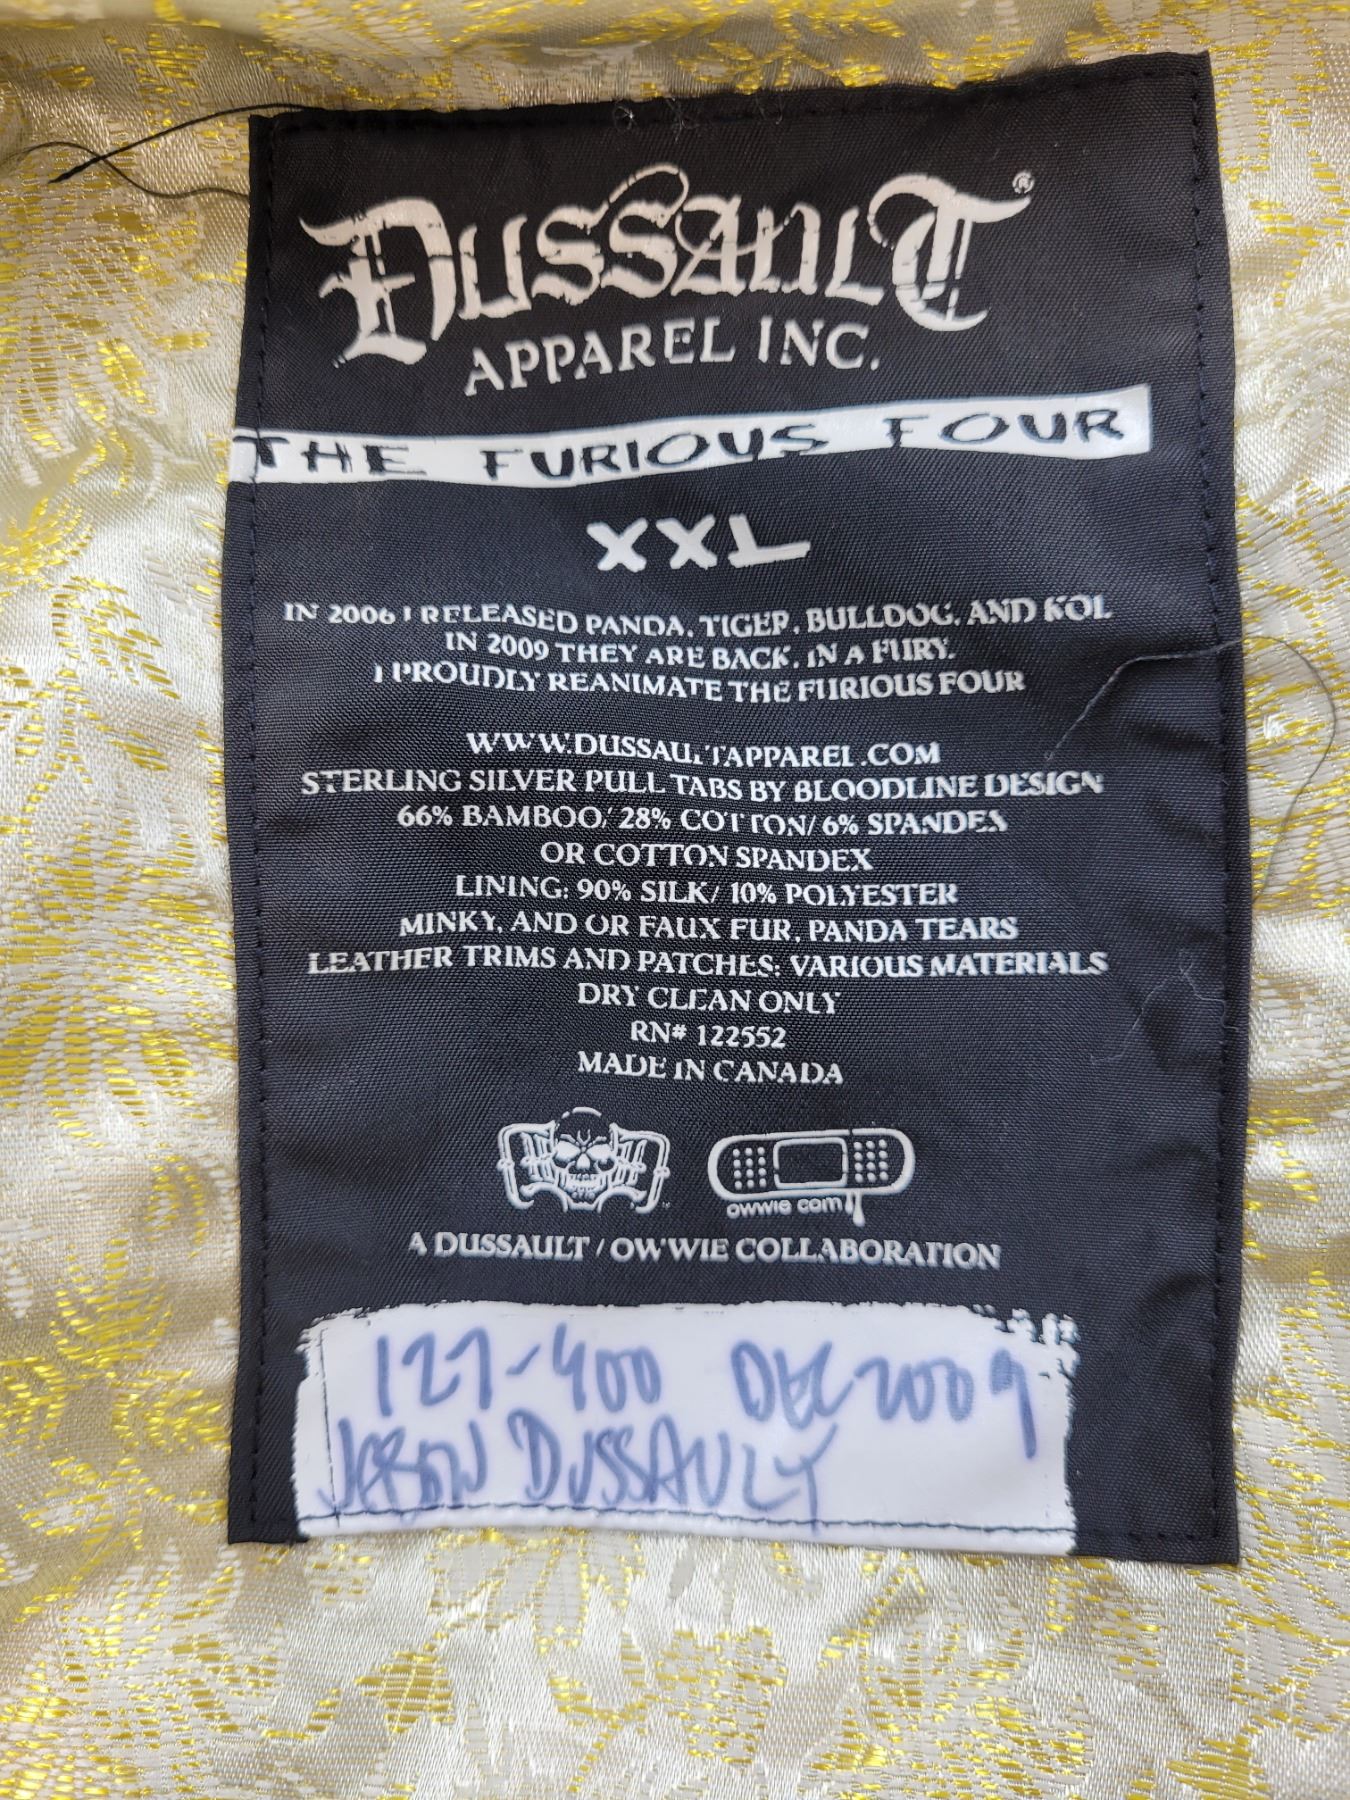 DUSSAULT®
APPAREL INC.
THE FURIOUS FOUR
XXL
IN 2006 I RELEASED PANDA, TIGER, BULLDOG, AND KOI.
IN 2009 THEY ARE BACK, IN A FURY.
I PROUDLY REANIMATE THE FURIOUS FOUR
WWW.DUSSAULTAPPAREL.COM
STERLING SILVER PULL TABS BY BLOODLINE DESIGN
66% BAMBOO/ 28% COTTON/ 6% SPANDEX
OR COTTON SPANDEX
LINING: 90% SILK/ 10% POLYESTER
MINKY, AND OR FAUX FUR, PANDA TEARS
LEATHER TRIMS AND PATCHES: VARIOUS MATERIALS
DRY CLEAN ONLY
RN# 122552
MADE IN CANADA
owwie com
A DUSSAULT / OWWIE COLLABORATION
127-400 DEC 2009
JASON DUSSAULT